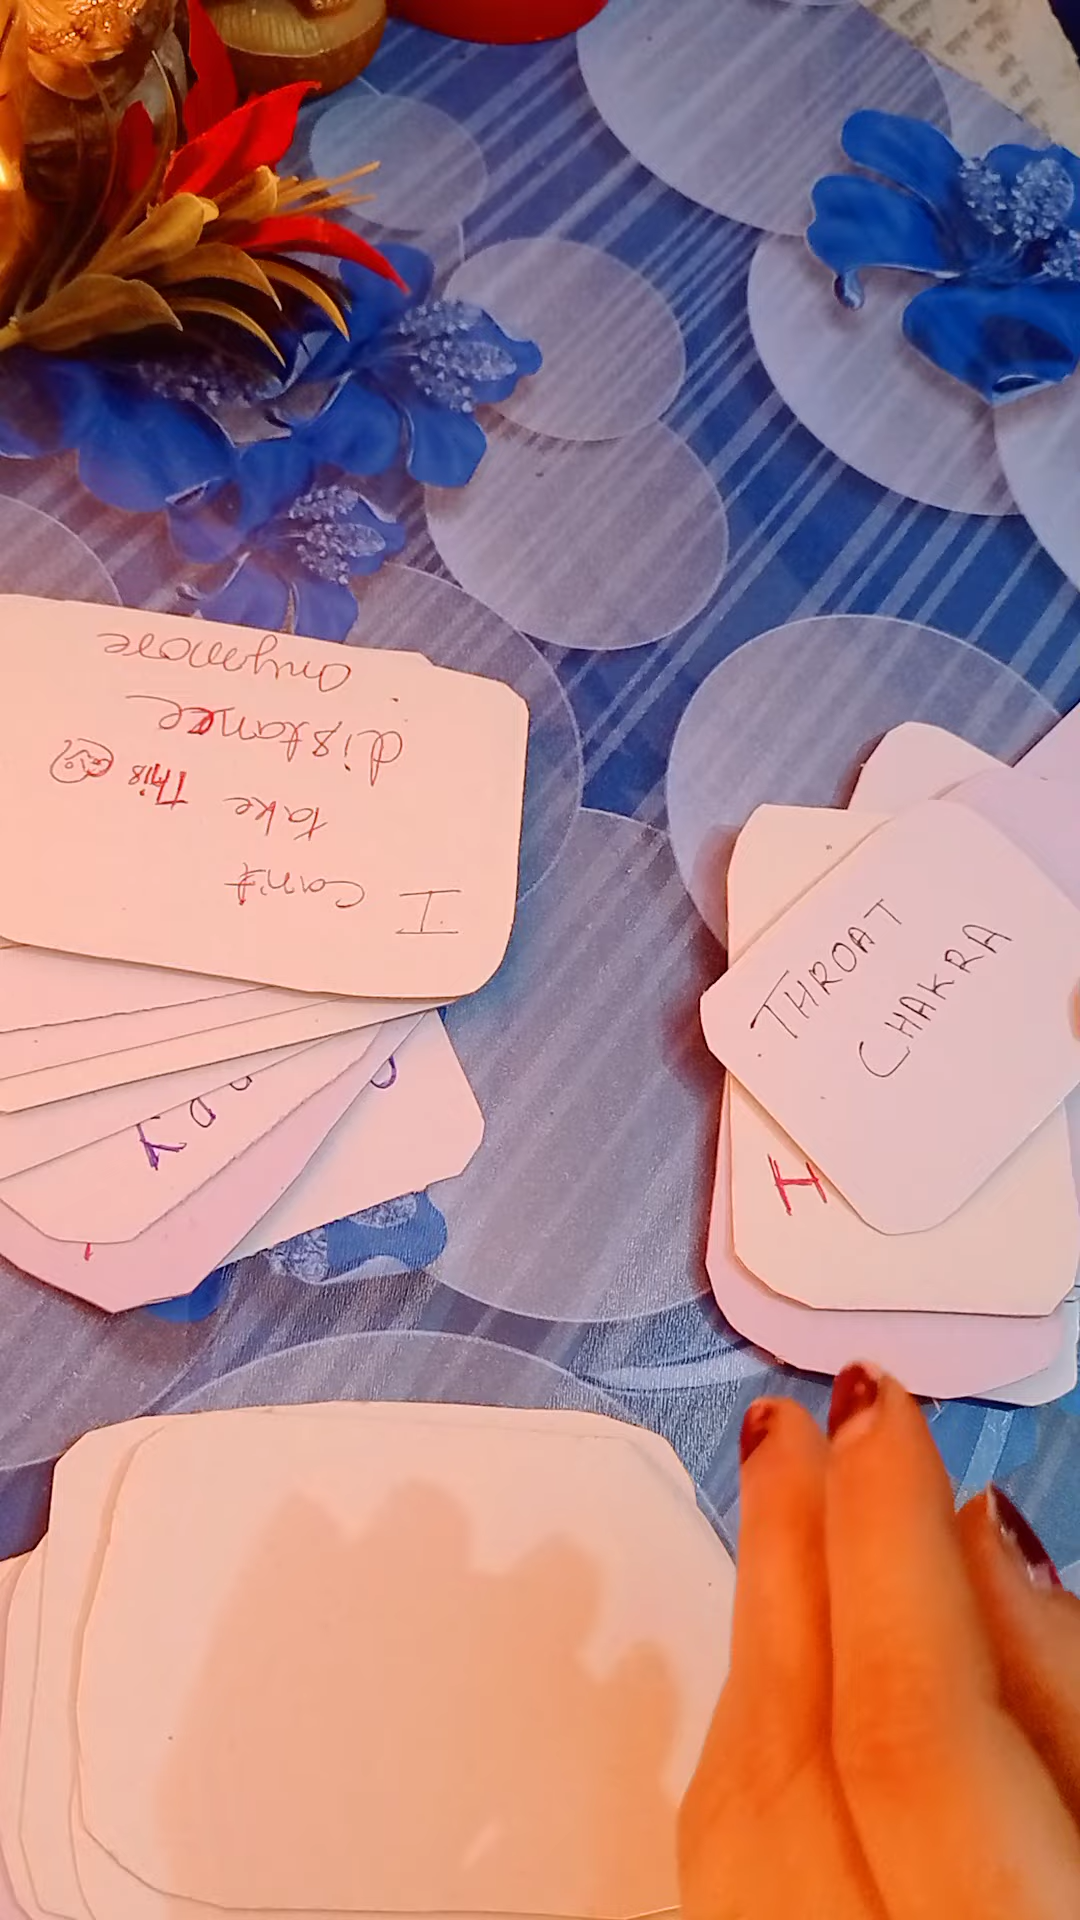 I can't
take This
distance
anymore
THROAT
CHAKRA
I